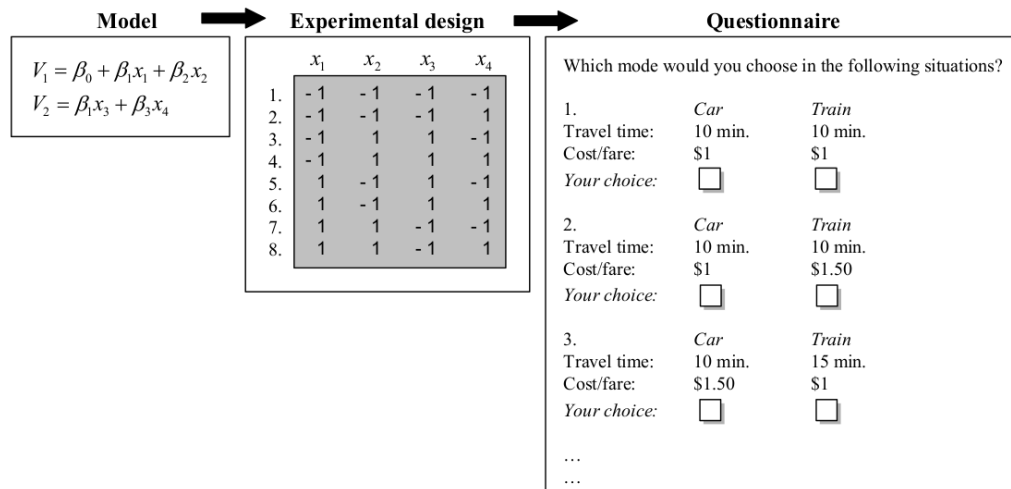 Model
V₁ = β₀ + β₁x₁ + β₂x₂
V₂ = β₁x₃ + β₃x₄
Experimental design
x₁ x₂ x₃ x₄
1. - 1 - 1 - 1 - 1
2. - 1 - 1 - 1 1
3. - 1 1 1 - 1
4. - 1 1 1 1
5. 1 - 1 1 - 1
6. 1 - 1 1 1
7. 1 1 - 1 - 1
8. 1 1 - 1 1
Questionnaire
Which mode would you choose in the following situations?
1. Car Train
Travel time: 10 min. 10 min.
Cost/fare: $1 $1
Your choice:
2. Car Train
Travel time: 10 min. 10 min.
Cost/fare: $1 $1.50
Your choice:
3. Car Train
Travel time: 10 min. 15 min.
Cost/fare: $1.50 $1
Your choice:
…
…